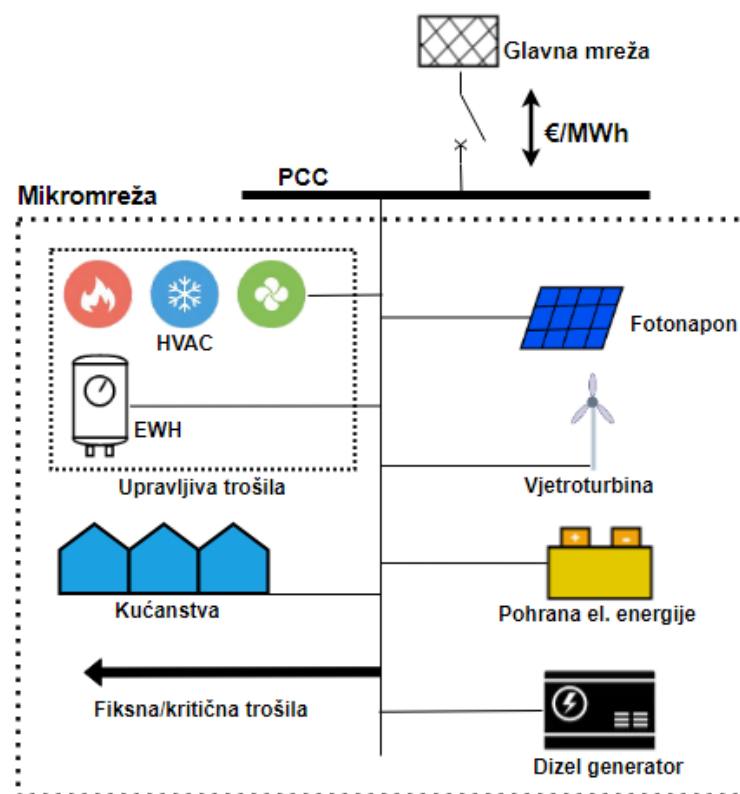 Glavna mreža
€/MWh
PCC
Mikromreža
HVAC
Fotonapon
EWH
Upravljiva trošila
Vjetroturbina
+ -
Kućanstva
Pohrana el. energije
Fiksna/kritična trošila
Dizel generator